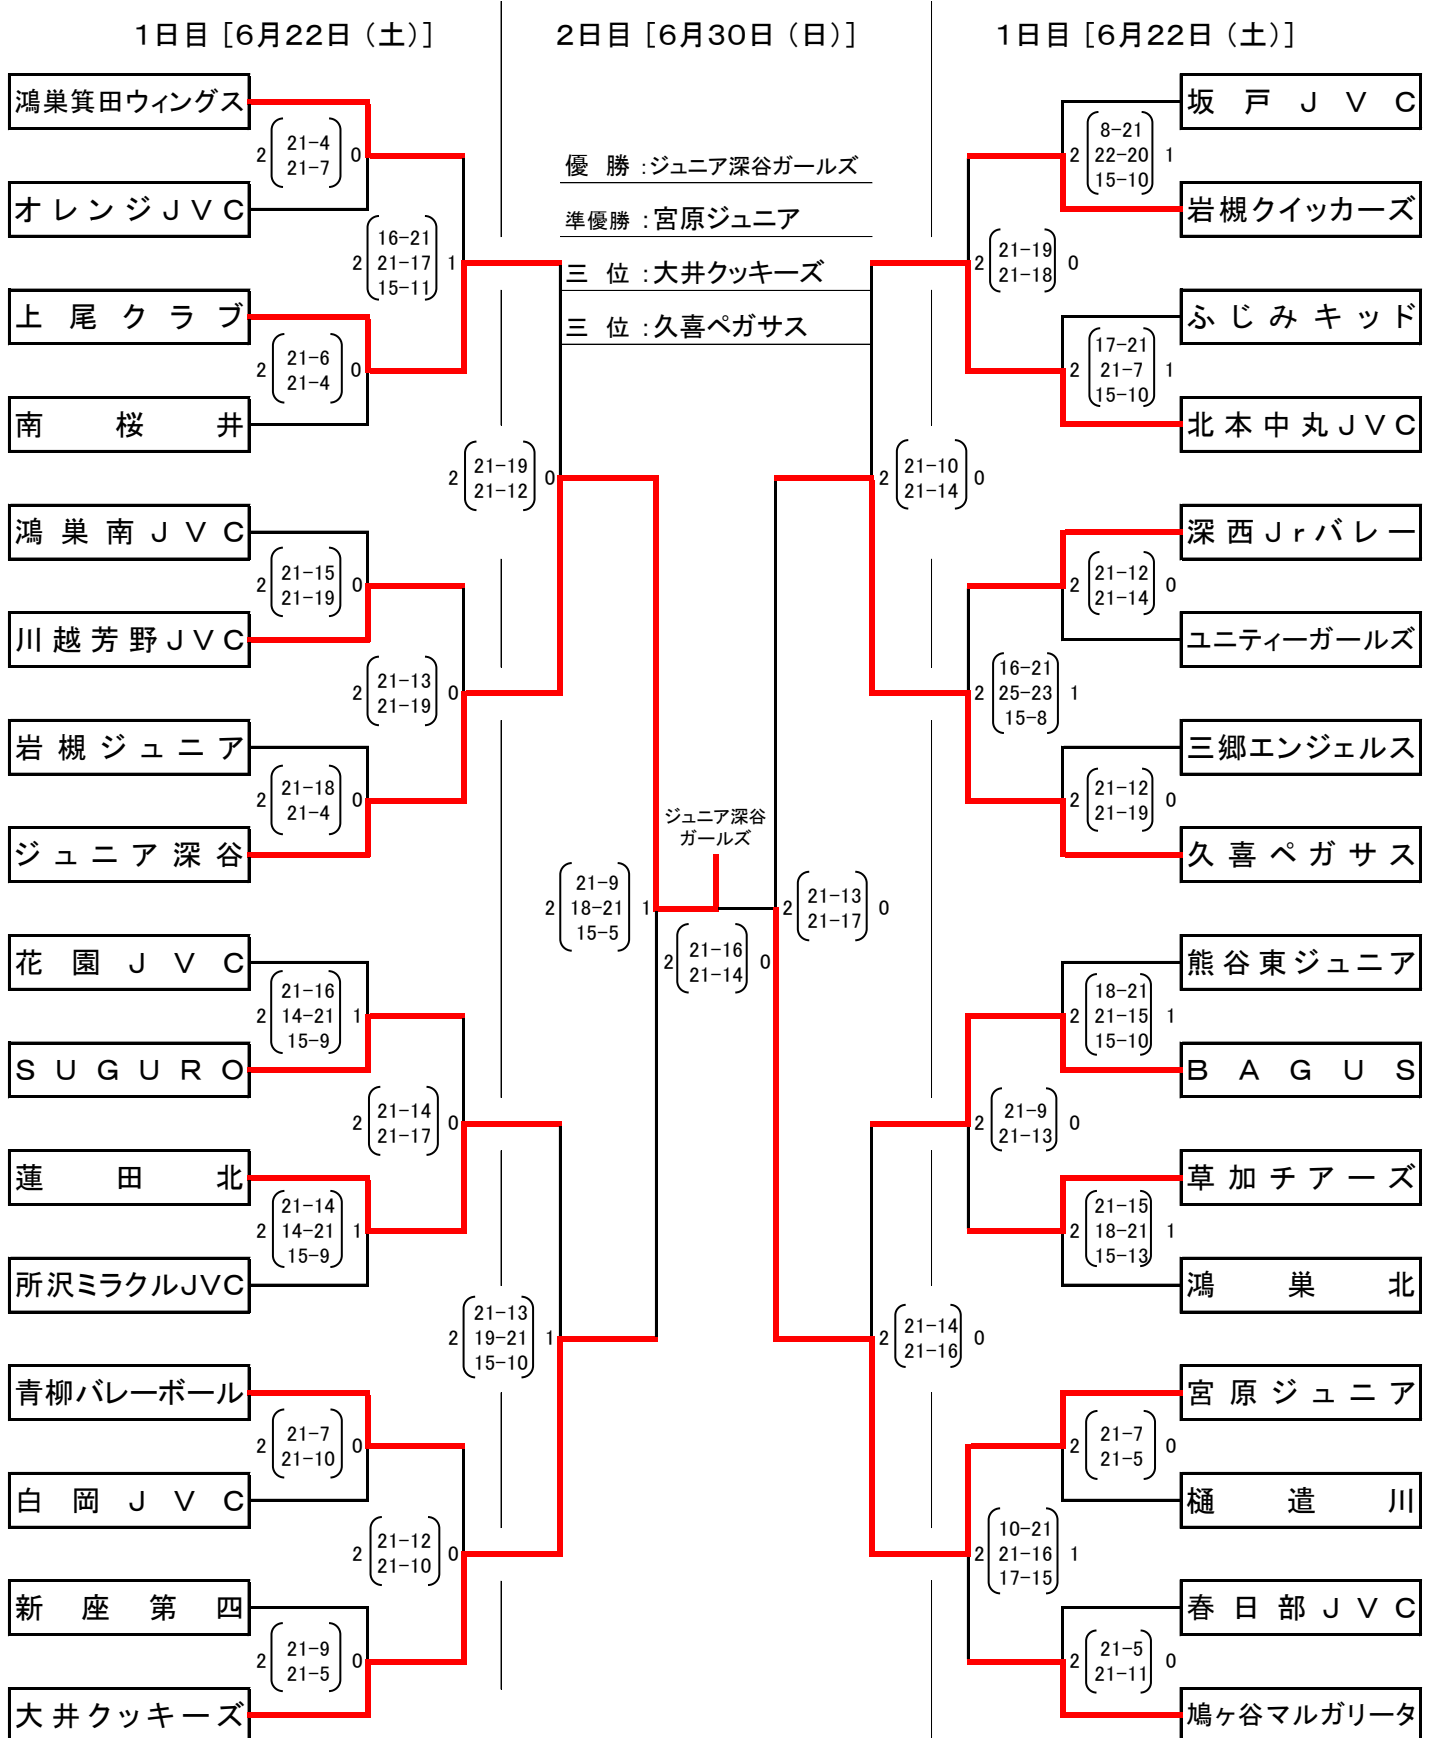 1日目［6月22日（土）］
2日目［6月30日（日）］
1日目［6月22日（土）］
優勝：ジュニア深谷ガールズ
準優勝：宮原ジュニア
三位：大井クッキーズ
三位：久喜ペガサス
鴻巣箕田ウィングス
2 21-4 0
21-7
オレンジJVC
2 16-21 1
21-17
15-11
上尾クラブ
2 21-6 0
21-4
南桜井
2 21-19 0
21-12
鴻巣南JVC
2 21-15 0
21-19
川越芳野JVC
2 21-13 0
21-19
岩槻ジュニア
2 21-18 0
21-4
ジュニア深谷
2 21-9 1
18-21
15-5
花園JVC
2 21-16 1
14-21
15-9
SUGURO
2 21-14 0
21-17
蓮田北
2 21-14 1
14-21
15-9
所沢ミラクルJVC
2 21-13 1
19-21
15-10
青柳バレーボール
2 21-7 0
21-10
白岡JVC
2 21-12 0
21-10
新座第四
2 21-9 0
21-5
大井クッキーズ
ジュニア深谷
ガールズ
2 21-16 0
21-14
坂戸JVC
2 8-21 1
22-20
15-10
岩槻クイッカーズ
2 21-19 0
21-18
ふじみキッド
2 17-21 1
21-7
15-10
北本中丸JVC
2 21-10 0
21-14
深西Jrバレー
2 21-12 0
21-14
ユニティーガールズ
2 16-21 1
25-23
15-8
三郷エンジェルス
2 21-12 0
21-19
久喜ペガサス
2 21-13 0
21-17
熊谷東ジュニア
2 18-21 1
21-15
15-10
BAGUS
2 21-9 0
21-13
草加チアーズ
2 21-15 1
18-21
15-13
鴻巣北
2 21-14 0
21-16
宮原ジュニア
2 21-7 0
21-5
樋遣川
2 10-21 1
21-16
17-15
春日部JVC
2 21-5 0
21-11
鳩ヶ谷マルガリータ